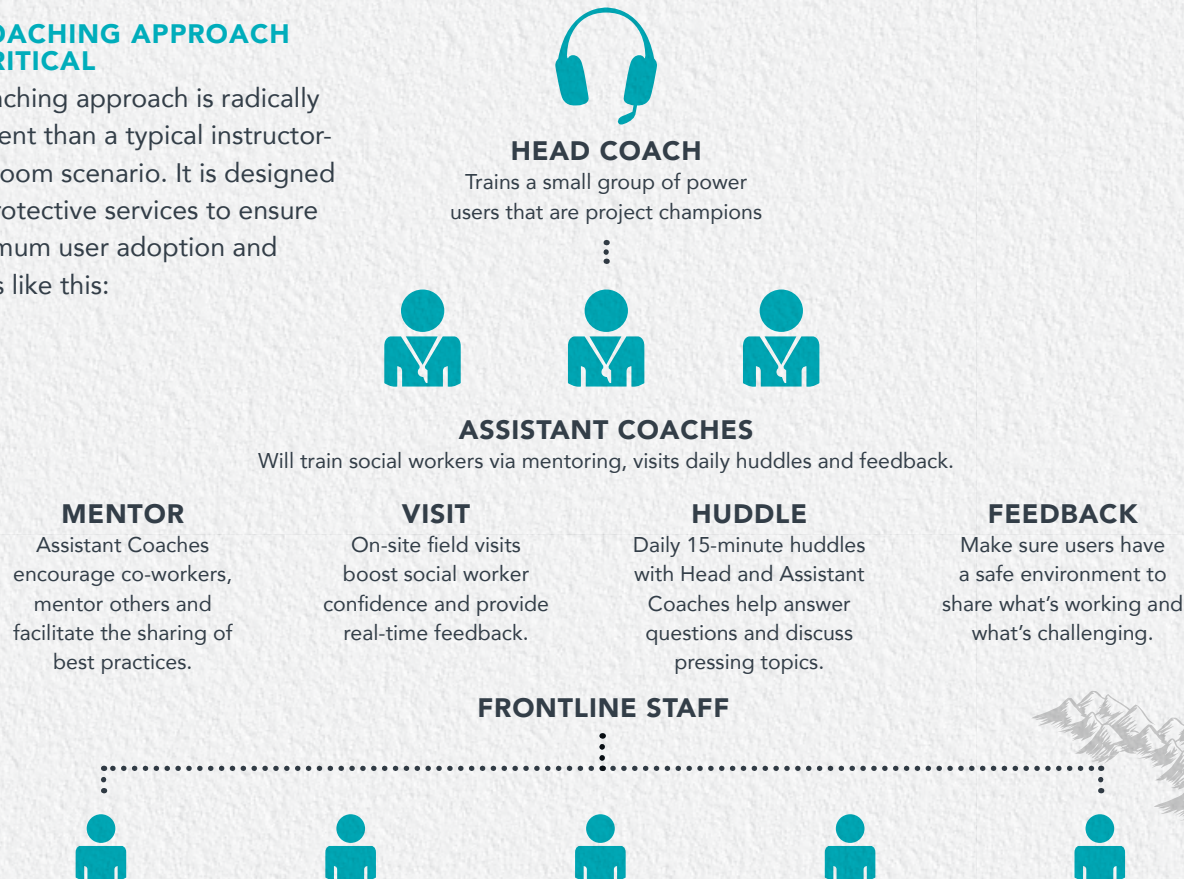 OACHING APPROACH
RITICAL
aching approach is radically
ent than a typical instructor-
oom scenario. It is designed
rotective services to ensure
mum user adoption and
s like this:
HEAD COACH
Trains a small group of power
users that are project champions
ASSISTANT COACHES
Will train social workers via mentoring, visits daily huddles and feedback.
MENTOR
Assistant Coaches
encourage co-workers,
mentor others and
facilitate the sharing of
best practices.
VISIT
On-site field visits
boost social worker
confidence and provide
real-time feedback.
HUDDLE
Daily 15-minute huddles
with Head and Assistant
Coaches help answer
questions and discuss
pressing topics.
FEEDBACK
Make sure users have
a safe environment to
share what's working and
what's challenging.
FRONTLINE STAFF